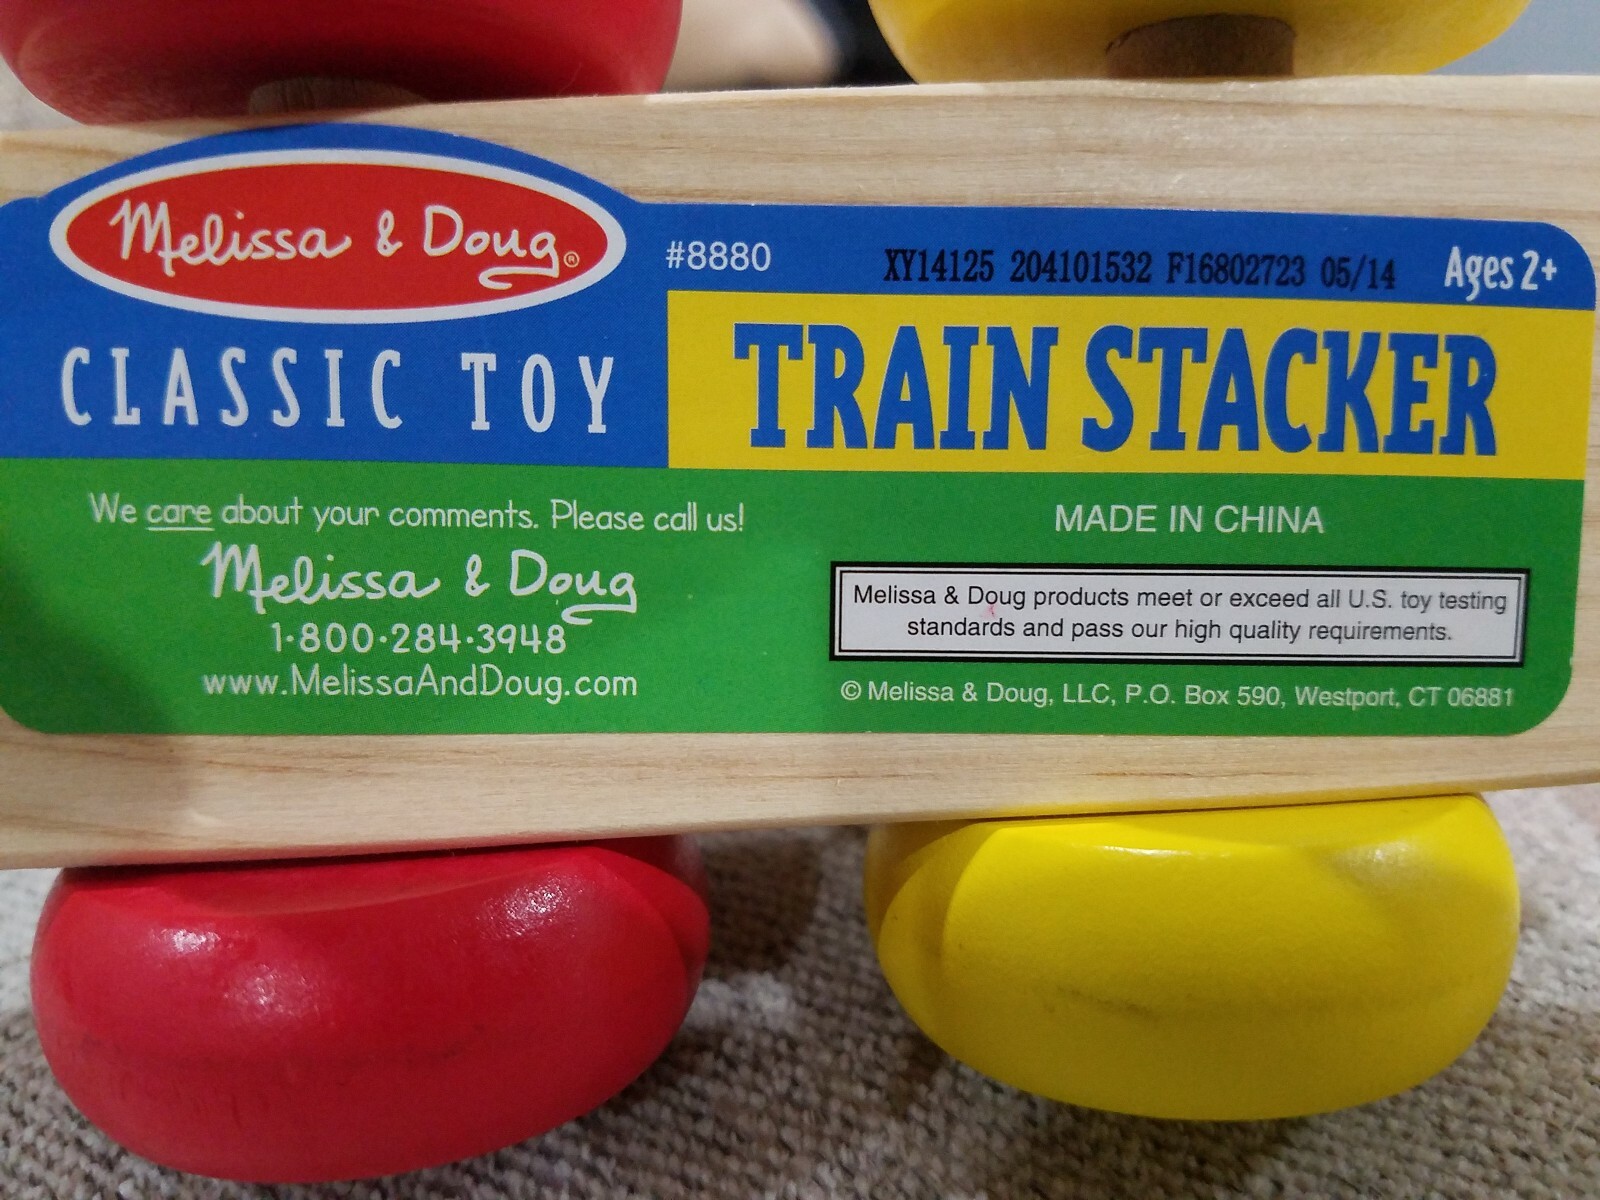 Melissa & Doug®
#8880
XY14125 204101532 F16802723 05/14
Ages 2+
CLASSIC TOY
TRAIN STACKER
We care about your comments. Please call us!
Melissa & Doug
1·800·284·3948
www.MelissaAndDoug.com
MADE IN CHINA
Melissa & Doug products meet or exceed all U.S. toy testing
standards and pass our high quality requirements.
© Melissa & Doug, LLC, P.O. Box 590, Westport, CT 06881